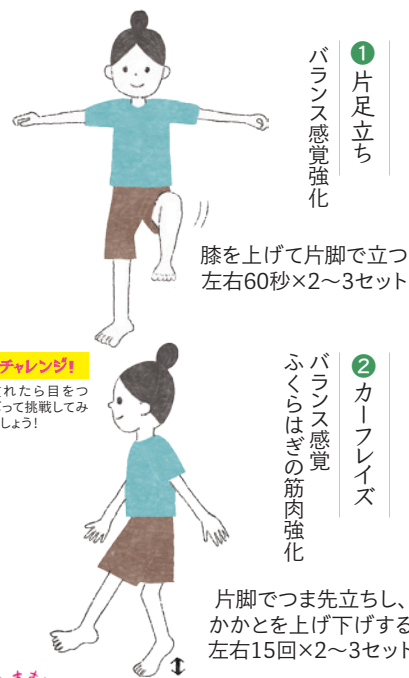 ❶片足立ち
バランス感覚強化
膝を上げて片脚で立つ
左右60秒×2〜3セット
チャレンジ!
れたら目をつ
って挑戦してみ
しょう!
❷カーフレイズ
バランス感覚
ふくらはぎの筋肉強化
片脚でつま先立ちし、
かかとを上げ下げする
左右15回×2〜3セット